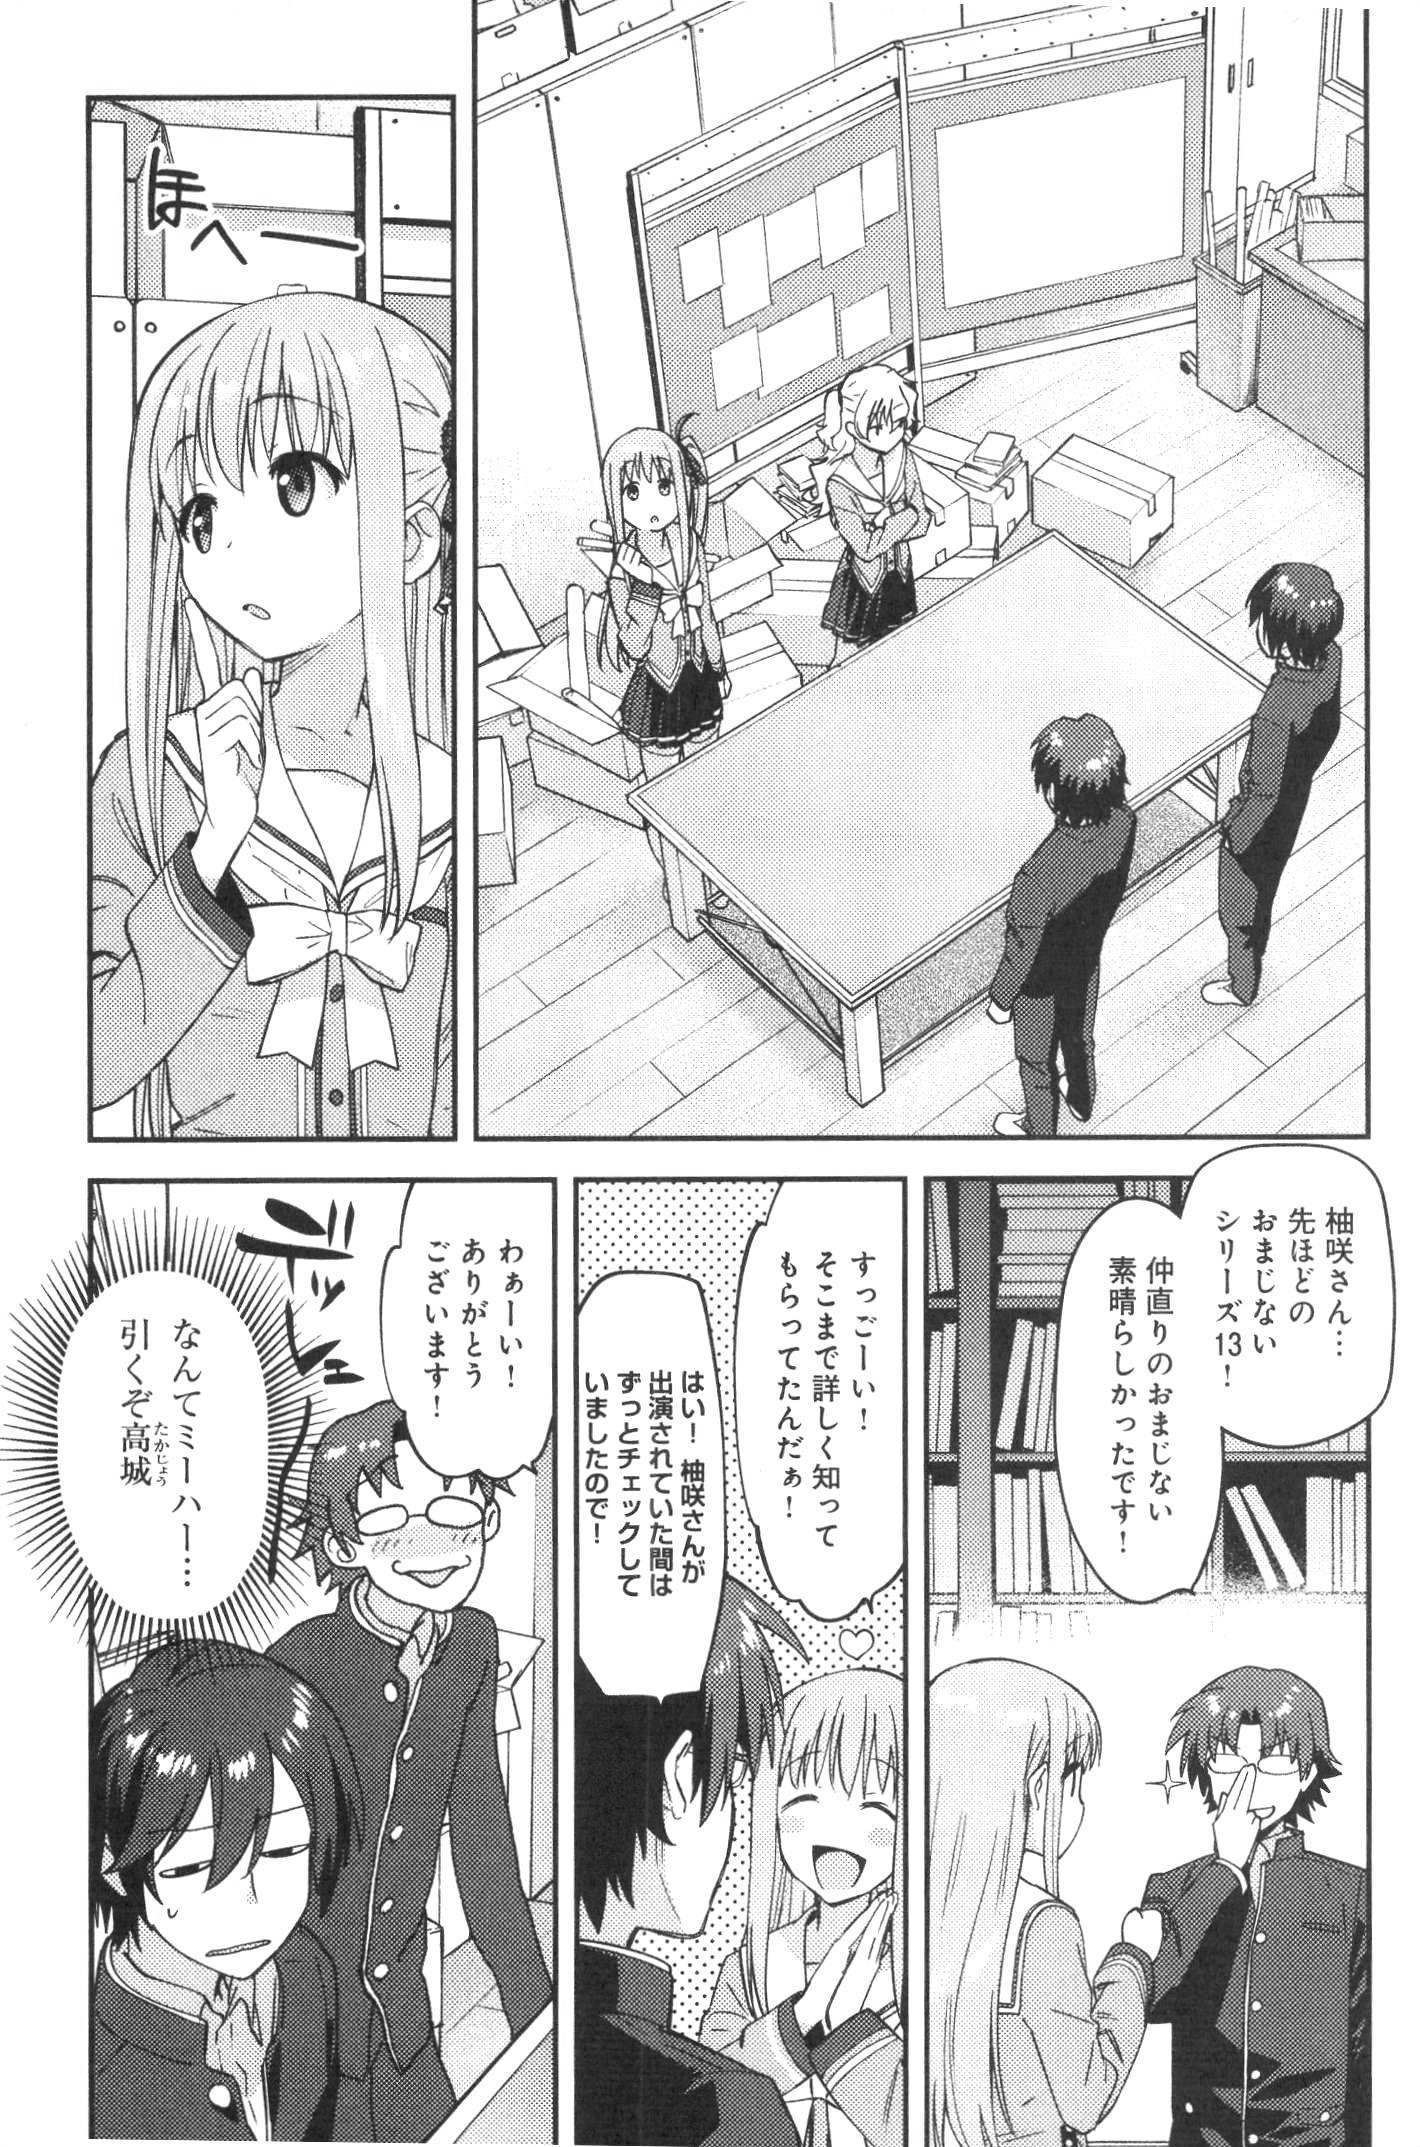 ほへー
柚咲さん…
先ほどの
おまじない
シリーズ13！
仲直りのおまじない
素晴らしかったです！
すっごーい！
そこまで詳しく知って
もらってたんだぁ！
はい！ 柚咲さんが
出演されていた間は
ずっとチェックして
いましたので！
わぁーい！
ありがとう
ございます！
デレッ
なんてミーハー…
引くぞ高城
たかじょう